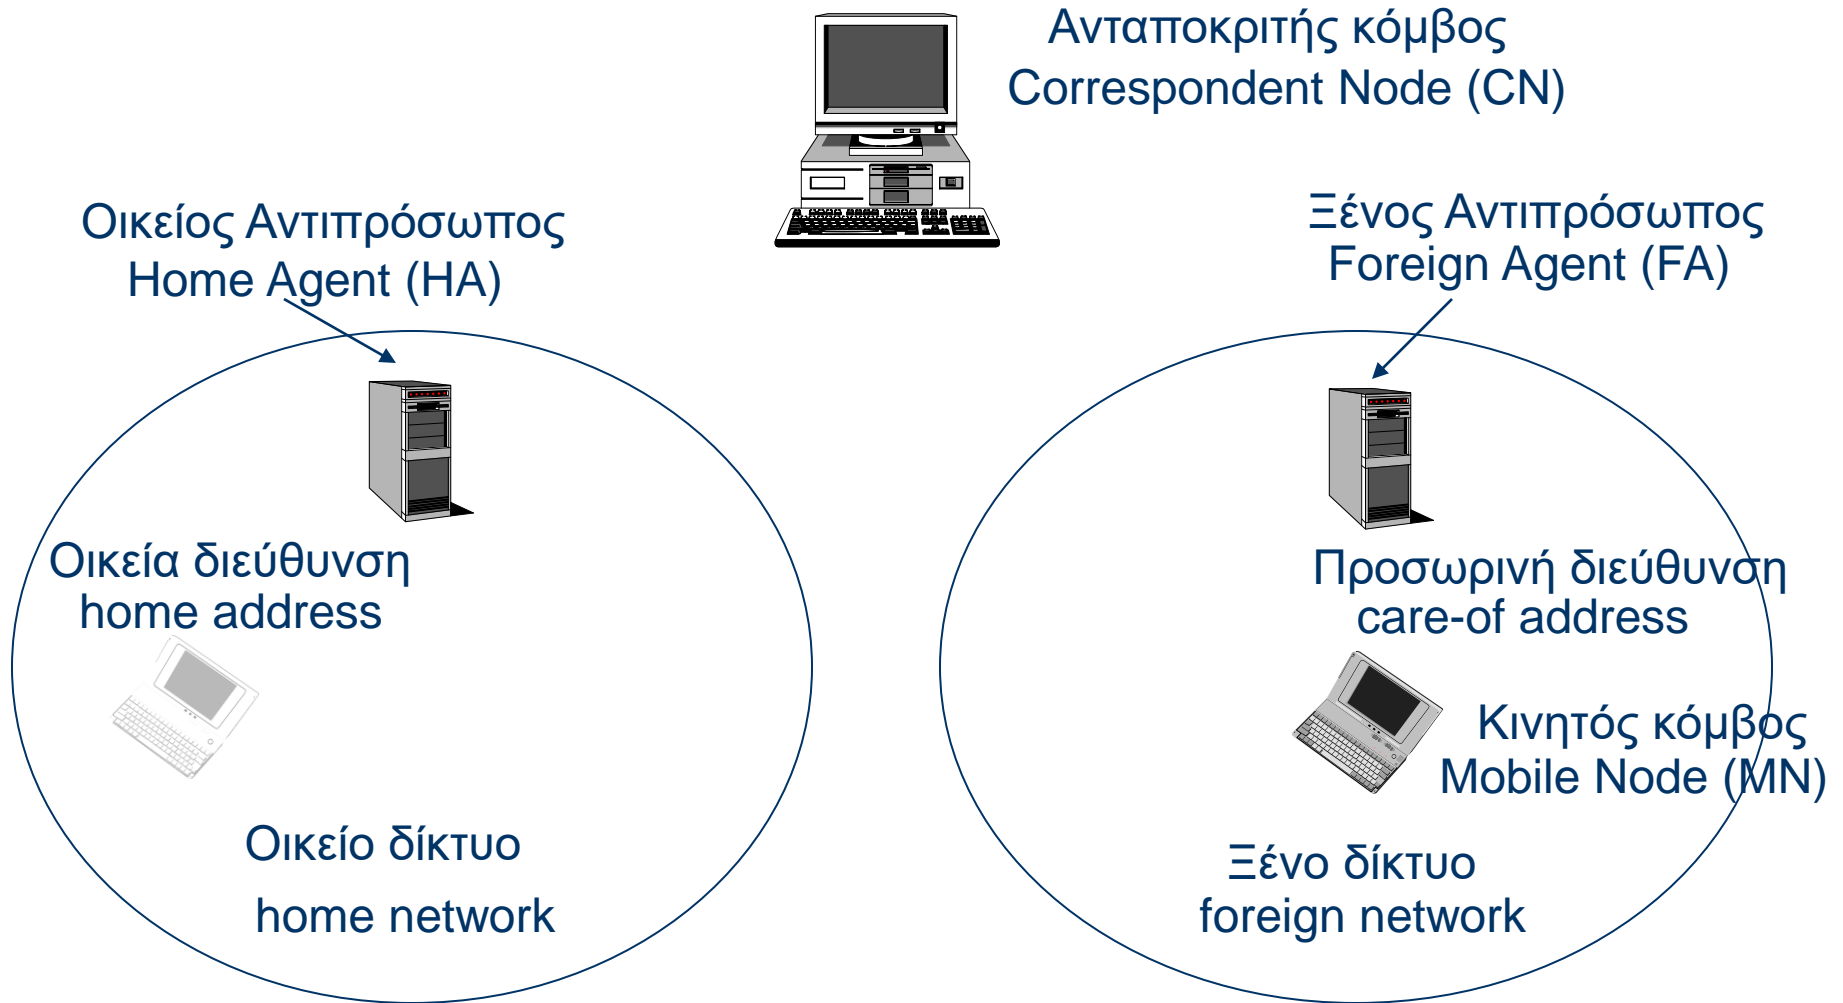 Ανταποκριτής κόμβος
Correspondent Node (CN)
Οικείος Αντιπρόσωπος
Home Agent (HA)
Ξένος Αντιπρόσωπος
Foreign Agent (FA)
Οικεία διεύθυνση
home address
Προσωρινή διεύθυνση
care-of address
Κινητός κόμβος
Mobile Node (MN)
Οικείο δίκτυο
home network
Ξένο δίκτυο
foreign network